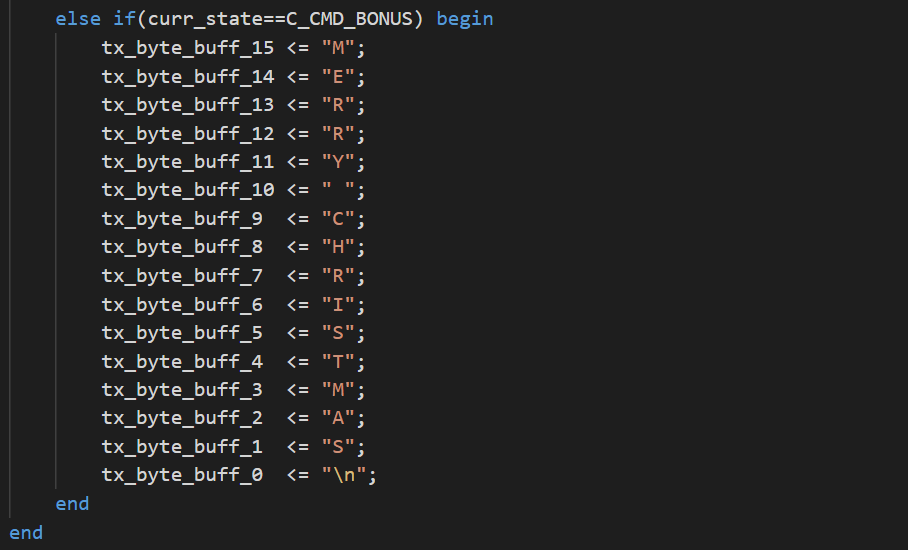 else if(curr_state==C_CMD_BONUS) begin
tx_byte_buff_15 <= "M";
tx_byte_buff_14 <= "E";
tx_byte_buff_13 <= "R";
tx_byte_buff_12 <= "R";
tx_byte_buff_11 <= "Y";
tx_byte_buff_10 <= " ";
tx_byte_buff_9  <= "C";
tx_byte_buff_8  <= "H";
tx_byte_buff_7  <= "R";
tx_byte_buff_6  <= "I";
tx_byte_buff_5  <= "S";
tx_byte_buff_4  <= "T";
tx_byte_buff_3  <= "M";
tx_byte_buff_2  <= "A";
tx_byte_buff_1  <= "S";
tx_byte_buff_0  <= "\n";
end
end